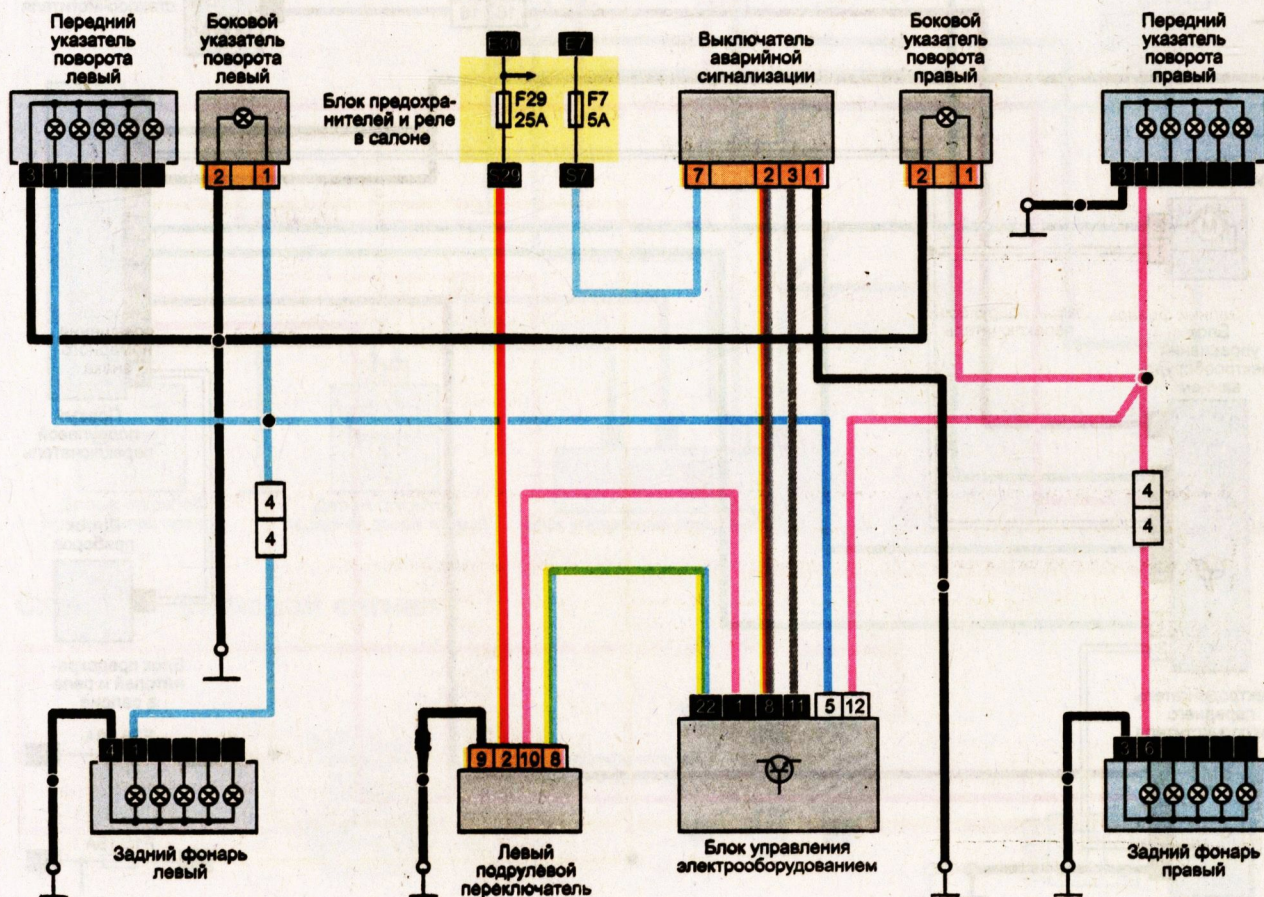 Передний
указатель
поворота
левый
Боковой
указатель
поворота
левый
Блок предохра-
нителей и реле
в салоне
E30
E7
F29
25A
F7
5A
S29
S7
Выключатель
аварийной
сигнализации
Боковой
указатель
поворота
правый
Передний
указатель
поворота
правый
3 1
2 1
7 2 3 1
2 1
3 1
4
4
4
4
4 1
9 2 10 8
22 1 8 11 5 12
3 6
Задний фонарь
левый
Левый
подрулевой
переключатель
Блок управления
электрооборудованием
Задний фонарь
правый